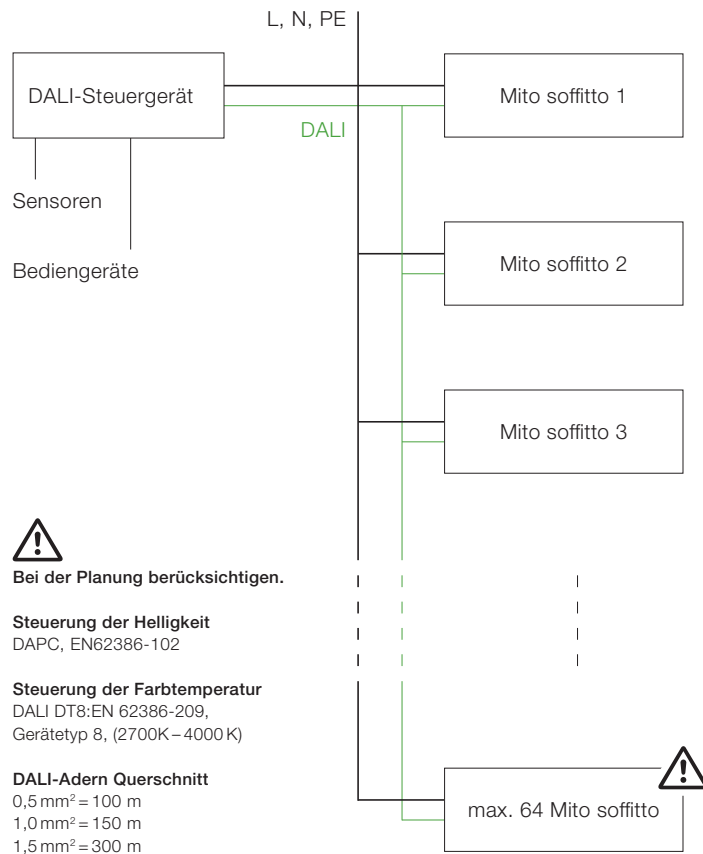 L, N, PE
DALI-Steuergerät
Mito soffitto 1
DALI
Sensoren
Bediengeräte
Mito soffitto 2
Mito soffitto 3
Bei der Planung berücksichtigen.
Steuerung der Helligkeit
DAPC, EN62386-102
Steuerung der Farbtemperatur
DALI DT8:EN 62386-209,
Gerätetyp 8, (2700K – 4000 K)
DALI-Adern Querschnitt
0,5 mm² = 100 m
1,0 mm² = 150 m
1,5 mm² = 300 m
max. 64 Mito soffitto